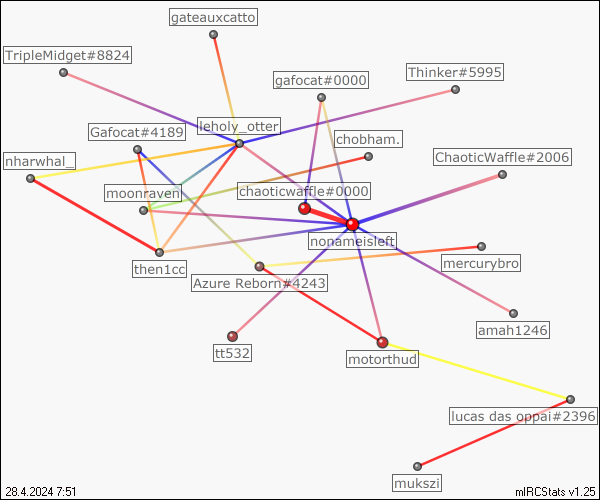 gateauxcatto
TripleMidget#8824
Thinker#5995
gafocat#0000
leholy_otter
Gafocat#4189
chobham.
nharwhal_
ChaoticWaffle#2006
chaoticwaffle#0000
moonraven
nonameisleft
mercurybro
then1cc
Azure Reborn#4243
amah1246
tt532
motorthud
lucas das oppai#2396
mukszi
28.4.2024 7:51
mIRCStats v1.25